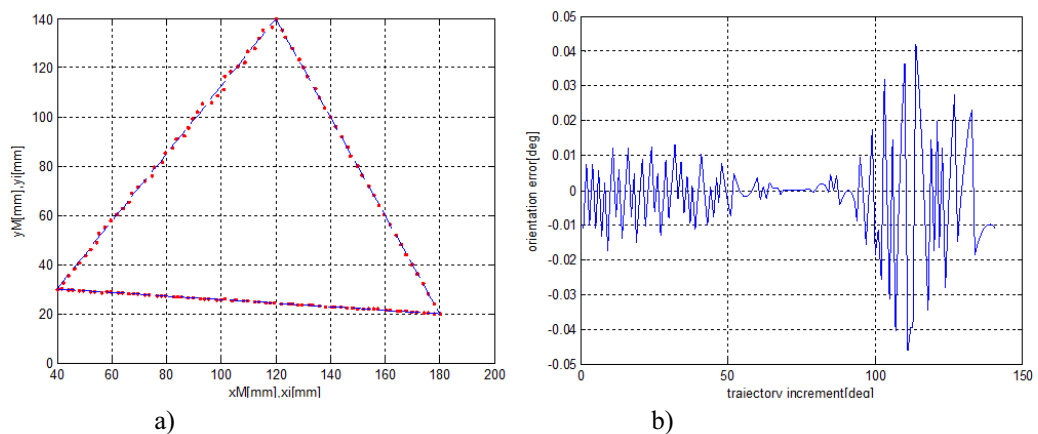 140
120
100
80
60
40
20
0
40 60 80 100 120 140 160 180 200
yM[mm],yi[mm]
xM[mm],xi[mm]
a)
0.05
0.04
0.03
0.02
0.01
0
-0.01
-0.02
-0.03
-0.04
-0.05
0 50 100 150
orientation error[deg]
trajectory increment[deg]
b)